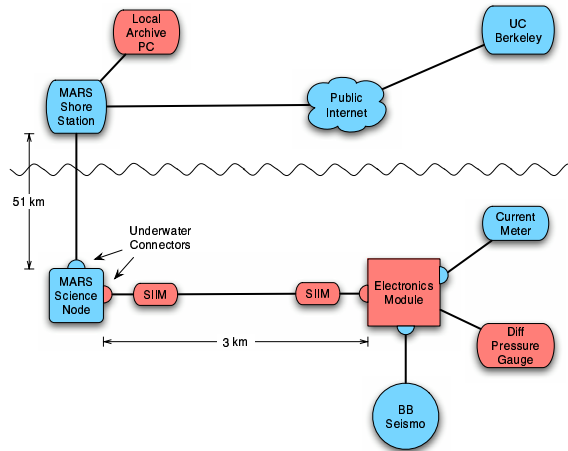 Local
Archive
PC
UC
Berkeley
MARS
Shore
Station
Public
Internet
51 km
Underwater
Connectors
Current
Meter
MARS
Science
Node
SIIM
SIIM
Electronics
Module
3 km
Diff
Pressure
Gauge
BB
Seismo